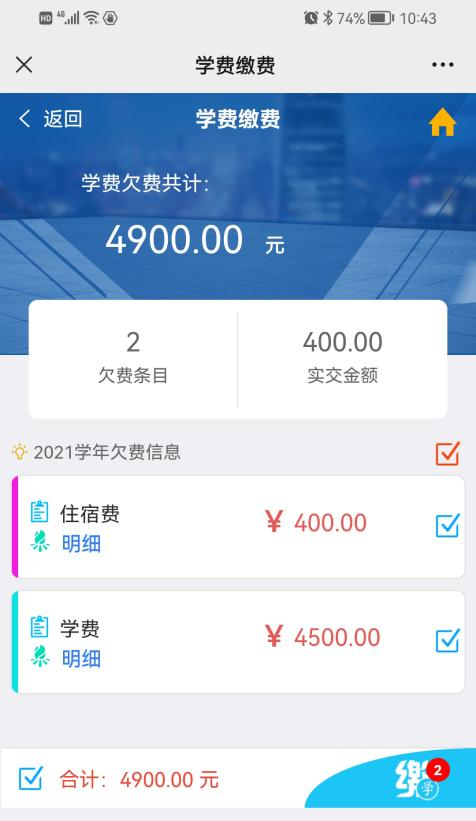 HD 4G 74% 10:43
学费缴费
返回 学费缴费
学费欠费共计：
4900.00 元
2 400.00
欠费条目 实交金额
2021学年欠费信息
住宿费 ¥ 400.00
明细
学费 ¥ 4500.00
明细
合计：4900.00 元 缴 学 2